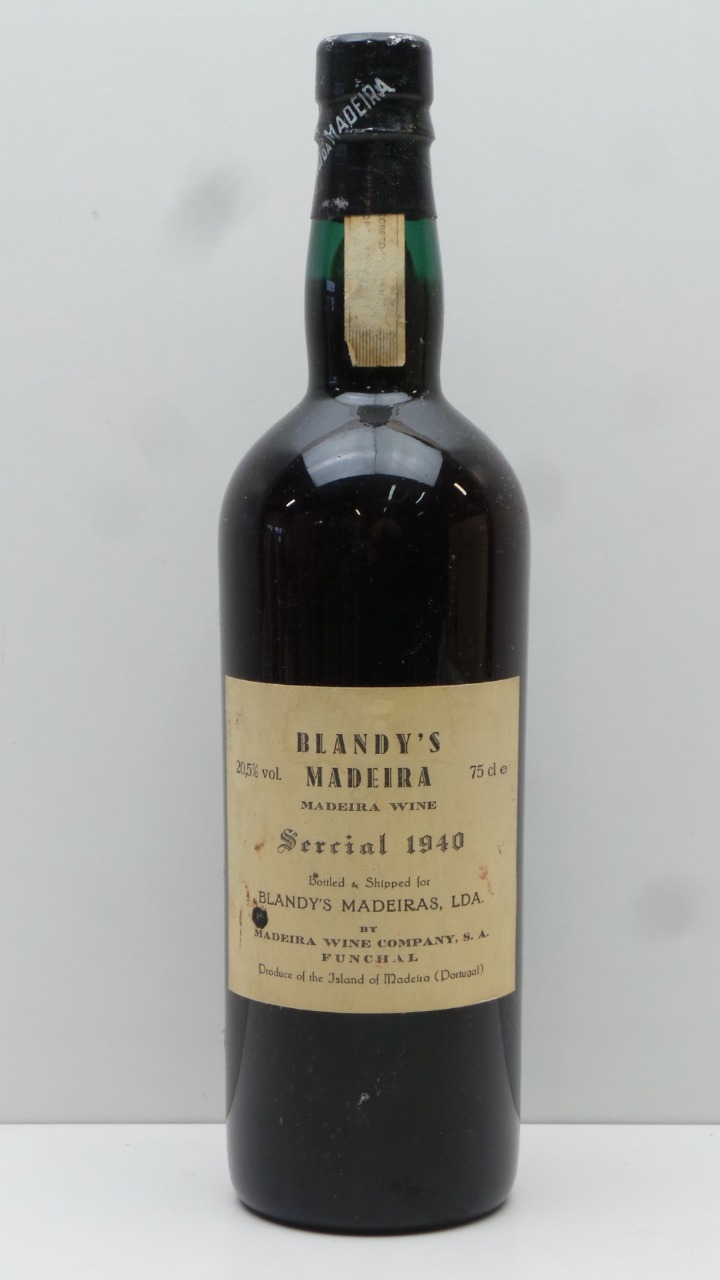 DA MADEIRA
BLANDY'S
20,5% vol. MADEIRA 75 cl e
MADEIRA WINE
Sercial 1940
Bottled & Shipped for
BLANDY'S MADEIRAS, LDA.
BY
MADEIRA WINE COMPANY, S. A.
FUNCHAL
Produce of the Island of Madeira (Portugal)